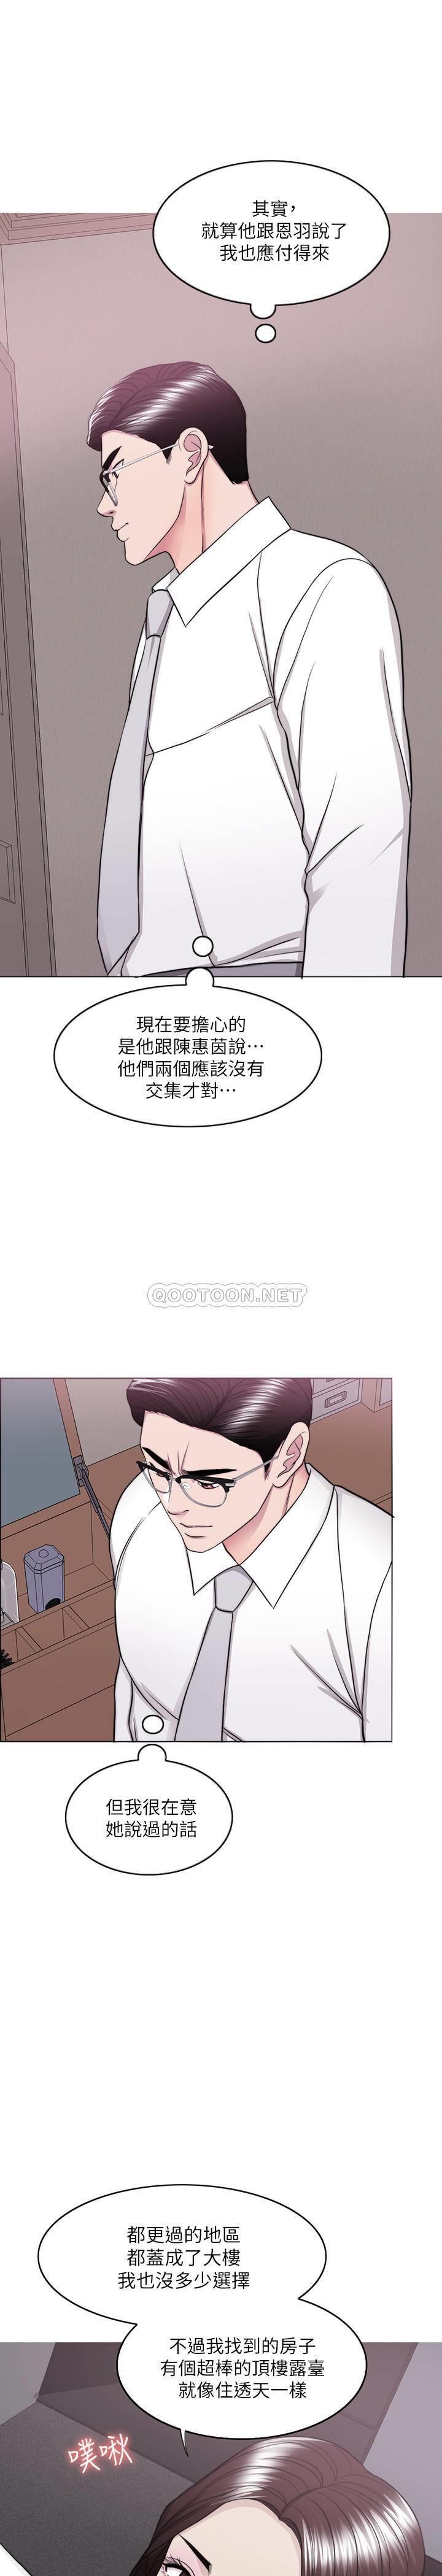 其實，
就算他跟恩羽說了
我也應付得來
現在要擔心的
是他跟陳惠茵說…
他們兩個應該沒有
交集才對…
QOOTOON.NET
但我很在意
她說過的話
都更過的地區
都蓋成了大樓
我也沒多少選擇
不過我找到的房子
有個超棒的頂樓露臺
就像住透天一樣
噗啾